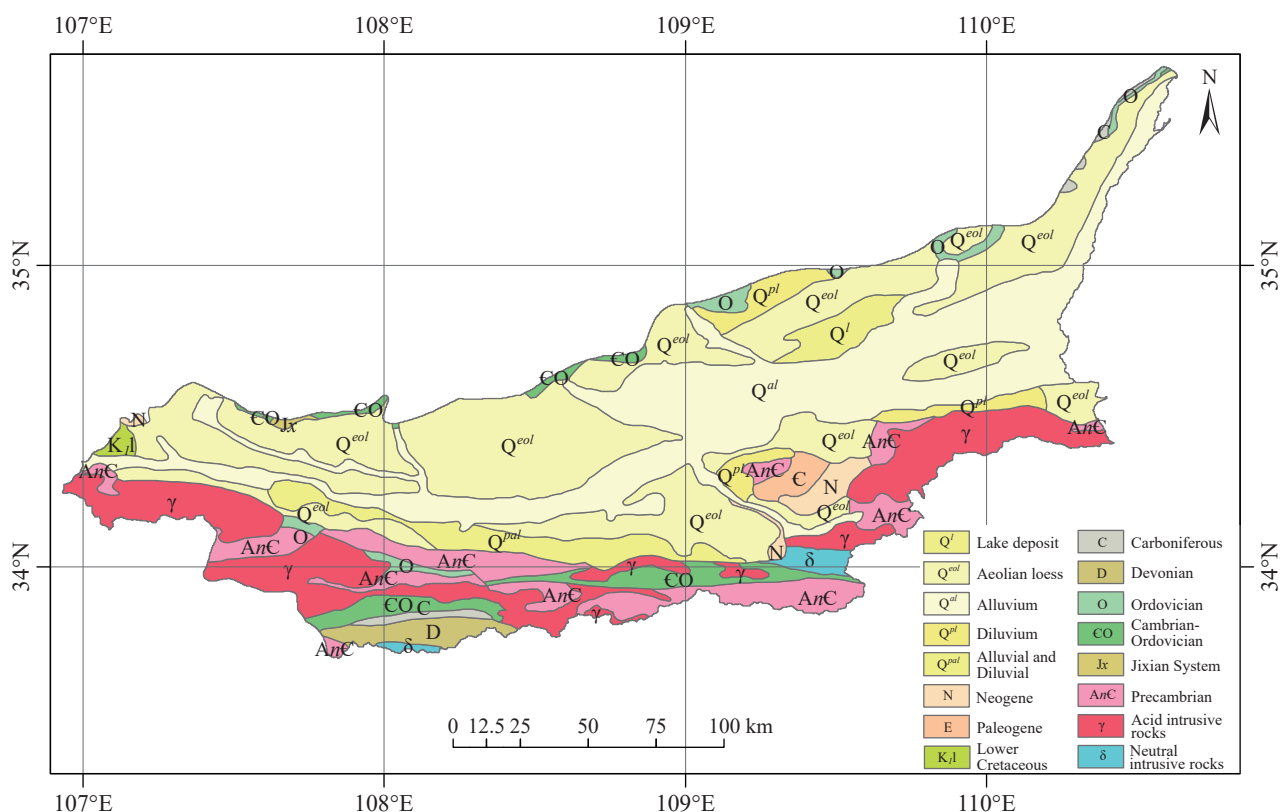 107°E 108°E 109°E 110°E
N
O
C
Q^eol
O Q^eol
35°N 35°N
O
Q^pl
O Q^eol
Q^l
Q^eol
ЄO
Q^eol
ЄO
Q^al
ЄO
Q^pl Q^eol
N ЄO Jx
K_1l Q^eol Q^eol Q^eol AnЄ γ AnЄ
AnЄ Q^pl AnЄ Є N
γ Q^eol Q^eol Q^eol AnЄ
O Q^pal γ
AnЄ AnЄ N δ
34°N 34°N
γ AnЄ O γ γ
ЄO
ЄO C AnЄ AnЄ
γ
D
AnЄ δ
Q^l Lake deposit
Q^eol Aeolian loess
Q^al Alluvium
Q^pl Diluvium
Q^pal Alluvial and
Diluvial
N Neogene
E Paleogene
K_1l Lower
Cretaceous
C Carboniferous
D Devonian
O Ordovician
ЄO Cambrian-
Ordovician
Jx Jixian System
AnЄ Precambrian
γ Acid intrusive
rocks
δ Neutral
intrusive rocks
0 12.5 25 50 75 100 km
107°E 108°E 109°E 110°E